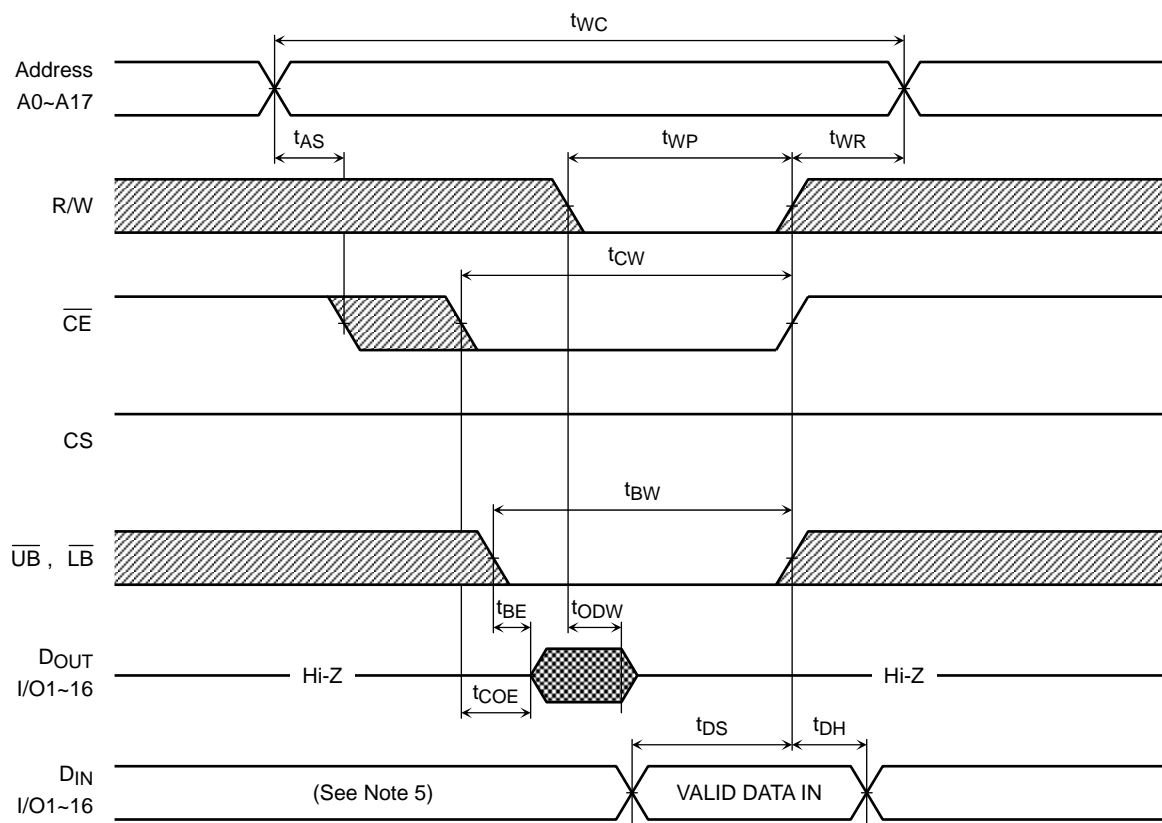 tWC
Address
A0~A17
tAS
tWP
tWR
R/W
tCW
CE
CS
tBW
UB , LB
tBE
tODW
DOUT
I/O1~16
Hi-Z
Hi-Z
tCOE
tDS
tDH
DIN
I/O1~16
(See Note 5)
VALID DATA IN